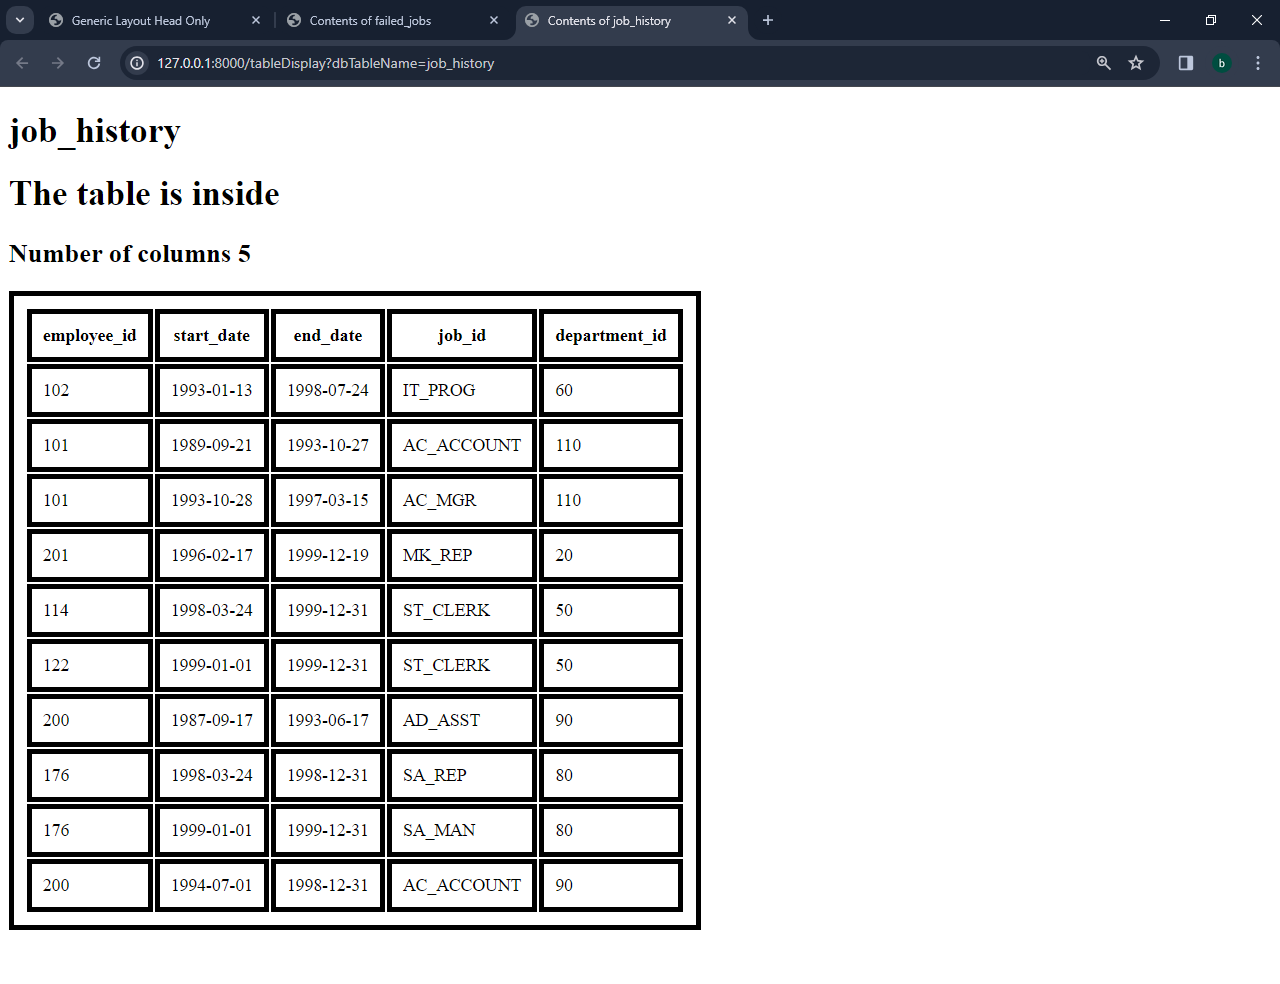 Generic Layout Head Only
Contents of failed_jobs
Contents of job_history
127.0.0.1:8000/tableDisplay?dbTableName=job_history
b
job_history
The table is inside
Number of columns 5
employee_id start_date end_date job_id department_id
102 1993-01-13 1998-07-24 IT_PROG 60
101 1989-09-21 1993-10-27 AC_ACCOUNT 110
101 1993-10-28 1997-03-15 AC_MGR 110
201 1996-02-17 1999-12-19 MK_REP 20
114 1998-03-24 1999-12-31 ST_CLERK 50
122 1999-01-01 1999-12-31 ST_CLERK 50
200 1987-09-17 1993-06-17 AD_ASST 90
176 1998-03-24 1998-12-31 SA_REP 80
176 1999-01-01 1999-12-31 SA_MAN 80
200 1994-07-01 1998-12-31 AC_ACCOUNT 90